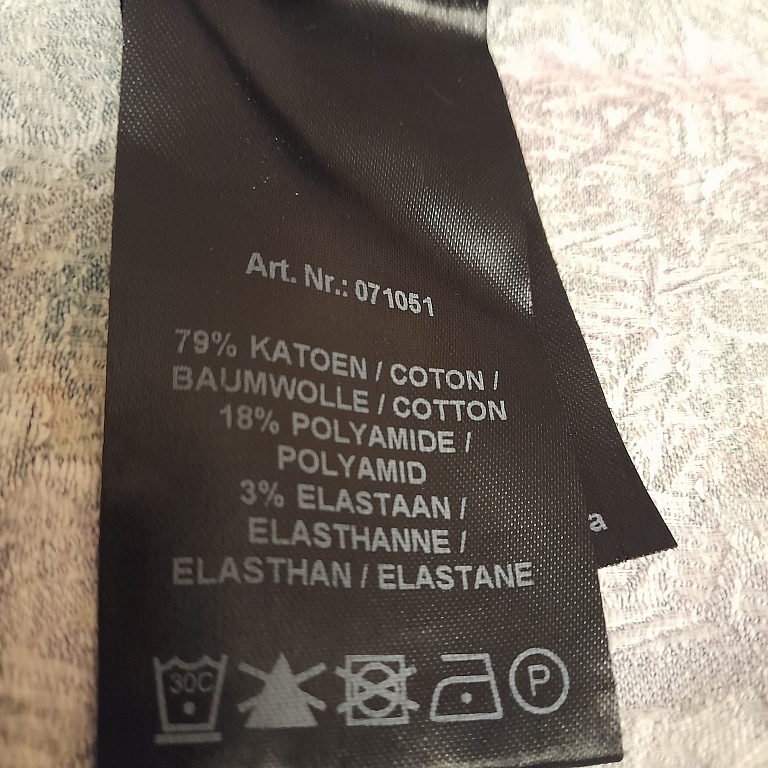 Art. Nr.: 071051
79% KATOEN / COTON /
BAUMWOLLE / COTTON
18% POLYAMIDE /
POLYAMID
3% ELASTAAN /
ELASTHANNE /
ELASTHAN / ELASTANE
a
30C
P